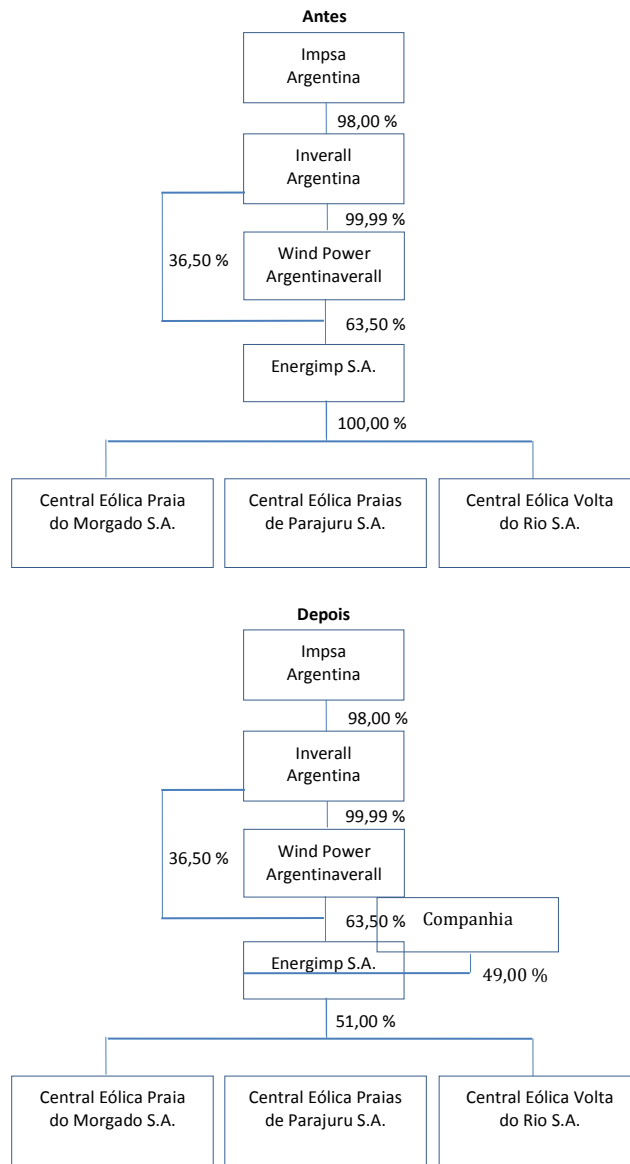 Antes
Impsa
Argentina
98,00 %
Inverall
Argentina
99,99 %
36,50 %
Wind Power
Argentinaverall
63,50 %
Energimp S.A.
100,00 %
Central Eólica Praia
do Morgado S.A.
Central Eólica Praias
de Parajuru S.A.
Central Eólica Volta
do Rio S.A.
Depois
Impsa
Argentina
98,00 %
Inverall
Argentina
99,99 %
36,50 %
Wind Power
Argentinaverall
63,50 %
Companhia
Energimp S.A.
49,00 %
51,00 %
Central Eólica Praia
do Morgado S.A.
Central Eólica Praias
de Parajuru S.A.
Central Eólica Volta
do Rio S.A.